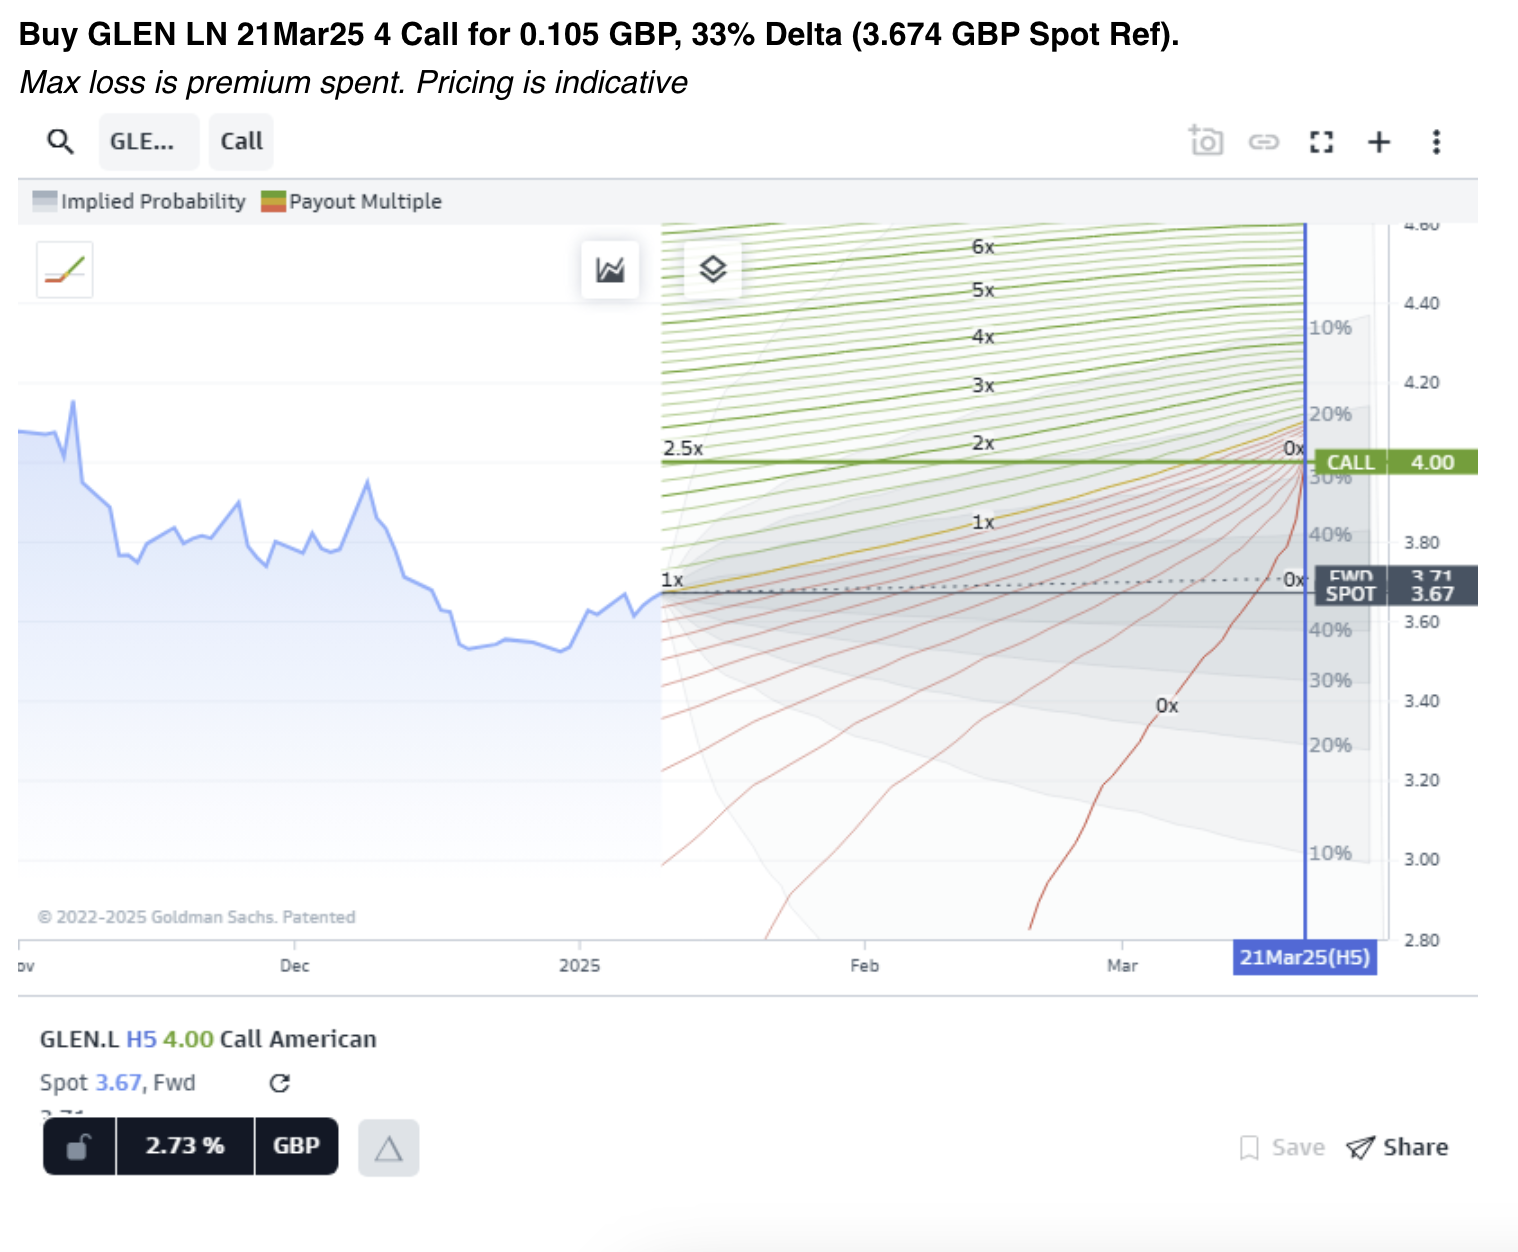 Buy GLEN LN 21Mar25 4 Call for 0.105 GBP, 33% Delta (3.674 GBP Spot Ref).
Max loss is premium spent. Pricing is indicative
GLE... Call
Implied Probability Payout Multiple
4.60
6x
5x
4.40
10%
4x
3x
4.20
20%
2.5x
2x
0x
CALL 4.00
30%
1x
40%
3.80
1x
0x
FWD 3.71
SPOT 3.67
3.60
40%
30%
3.40
0x
20%
3.20
10%
3.00
© 2022-2025 Goldman Sachs. Patented
2.80
ov Dec 2025 Feb Mar 21Mar25(H5)
GLEN.L H5 4.00 Call American
Spot 3.67, Fwd
3.71
2.73 % GBP
Save Share